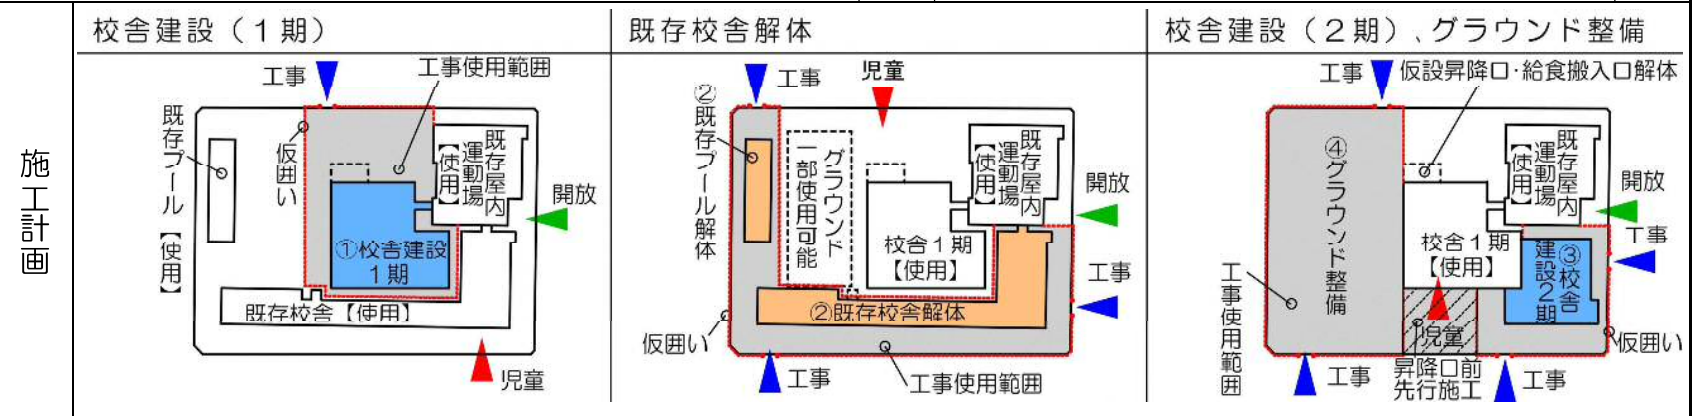 施工計画
校舎建設（１期）
工事
工事使用範囲
既存プール【使用】
仮囲い
既存屋内
運動場
【使用】
開放
①校舎建設
１期
既存校舎【使用】
児童
既存校舎解体
工事
児童
②既存プール解体
グラウンド
一部使用可能
既存屋内
運動場
【使用】
開放
校舎１期
【使用】
工事
②既存校舎解体
仮囲い
工事
工事使用範囲
校舎建設（２期）、グラウンド整備
工事
仮設昇降口・給食搬入口解体
④グラウンド整備
既存屋内
運動場
【使用】
開放
校舎１期
【使用】
工事
③校舎
建設２期
工事使用範囲
児童
仮囲い
工事
昇降口前
先行施工
工事